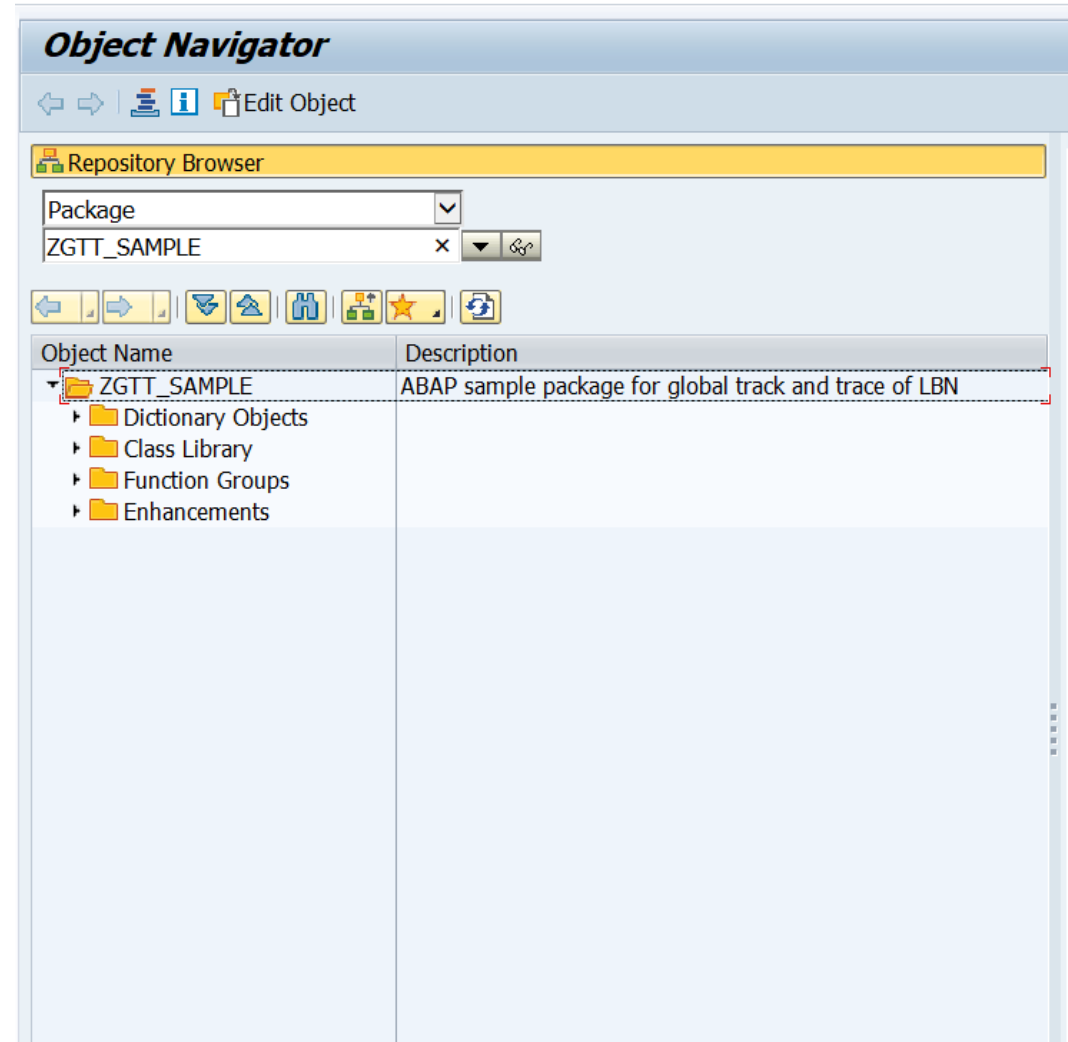 Object Navigator
Edit Object
Repository Browser
Package
ZGTT_SAMPLE
Object Name Description
ZGTT_SAMPLE ABAP sample package for global track and trace of LBN
Dictionary Objects
Class Library
Function Groups
Enhancements